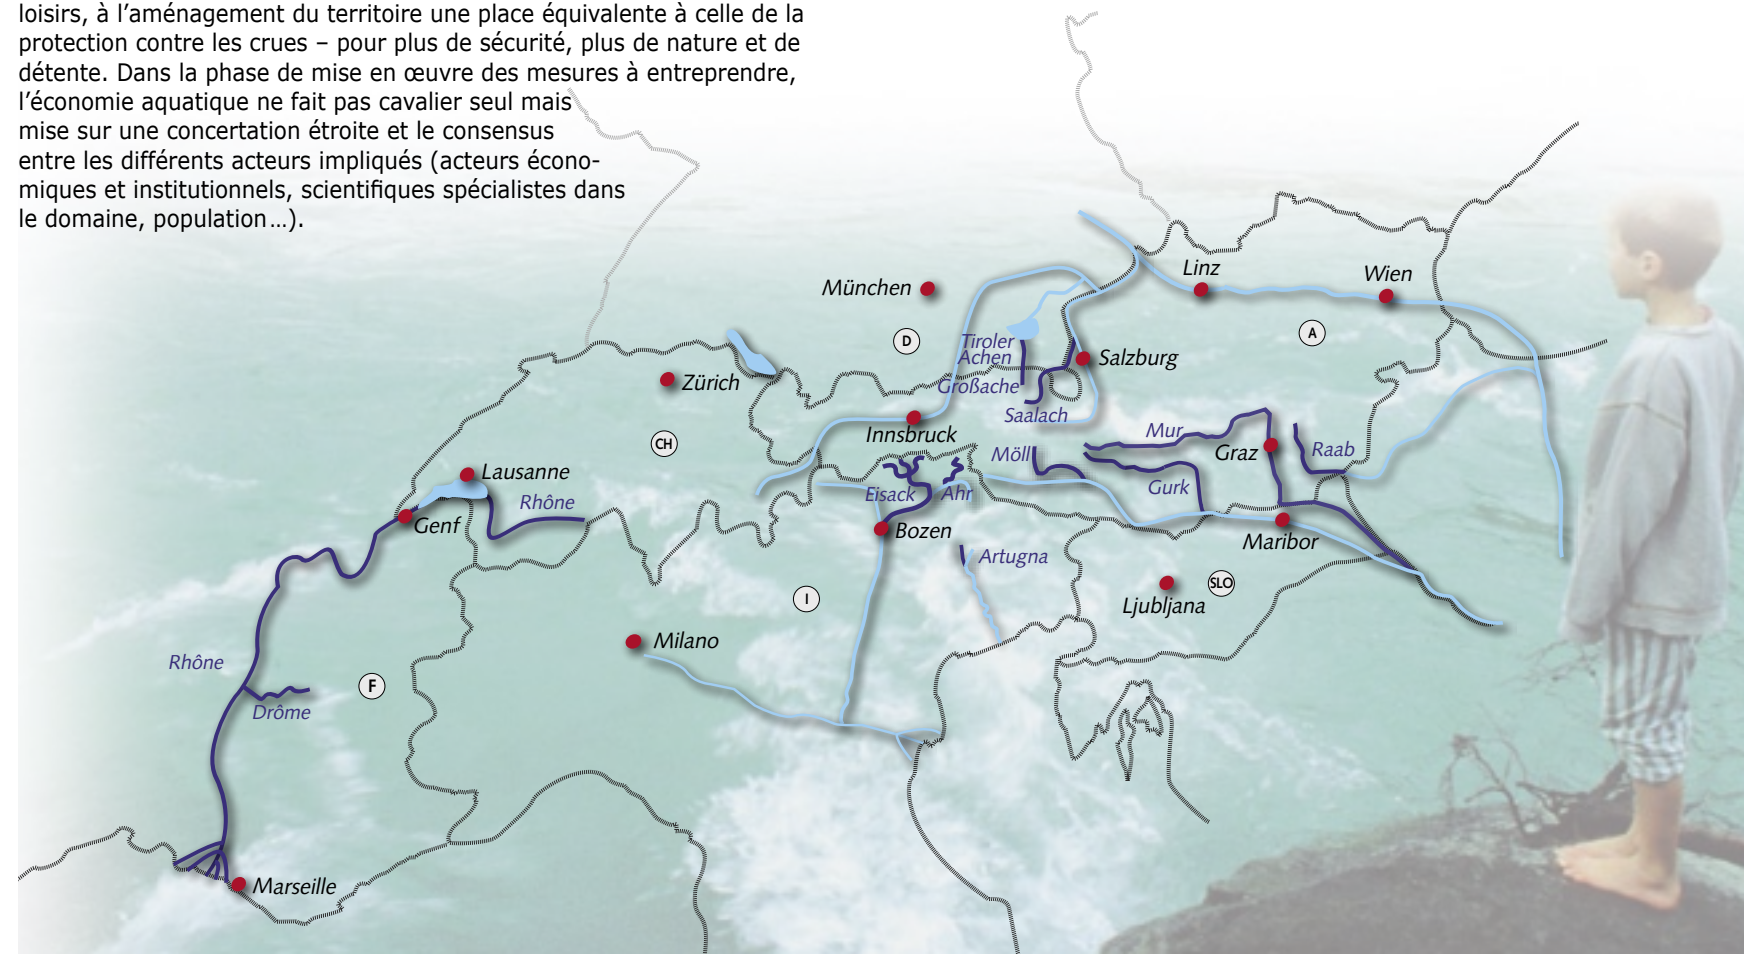 loisirs, à l’aménagement du territoire une place équivalente à celle de la
protection contre les crues – pour plus de sécurité, plus de nature et de
détente. Dans la phase de mise en œuvre des mesures à entreprendre,
l’économie aquatique ne fait pas cavalier seul mais
mise sur une concertation étroite et le consensus
entre les différents acteurs impliqués (acteurs écono-
miques et institutionnels, scientifiques spécialistes dans
le domaine, population…).
Linz
Wien
München
D
A
Tiroler
Achen
Salzburg
Zürich
Großache
Saalach
Innsbruck
CH
Mur
Graz
Raab
Möll
Lausanne
Rhône
Eisack
Ahr
Gurk
Genf
Bozen
Maribor
Artugna
I
SLO
Ljubljana
Milano
Rhône
F
Drôme
Marseille